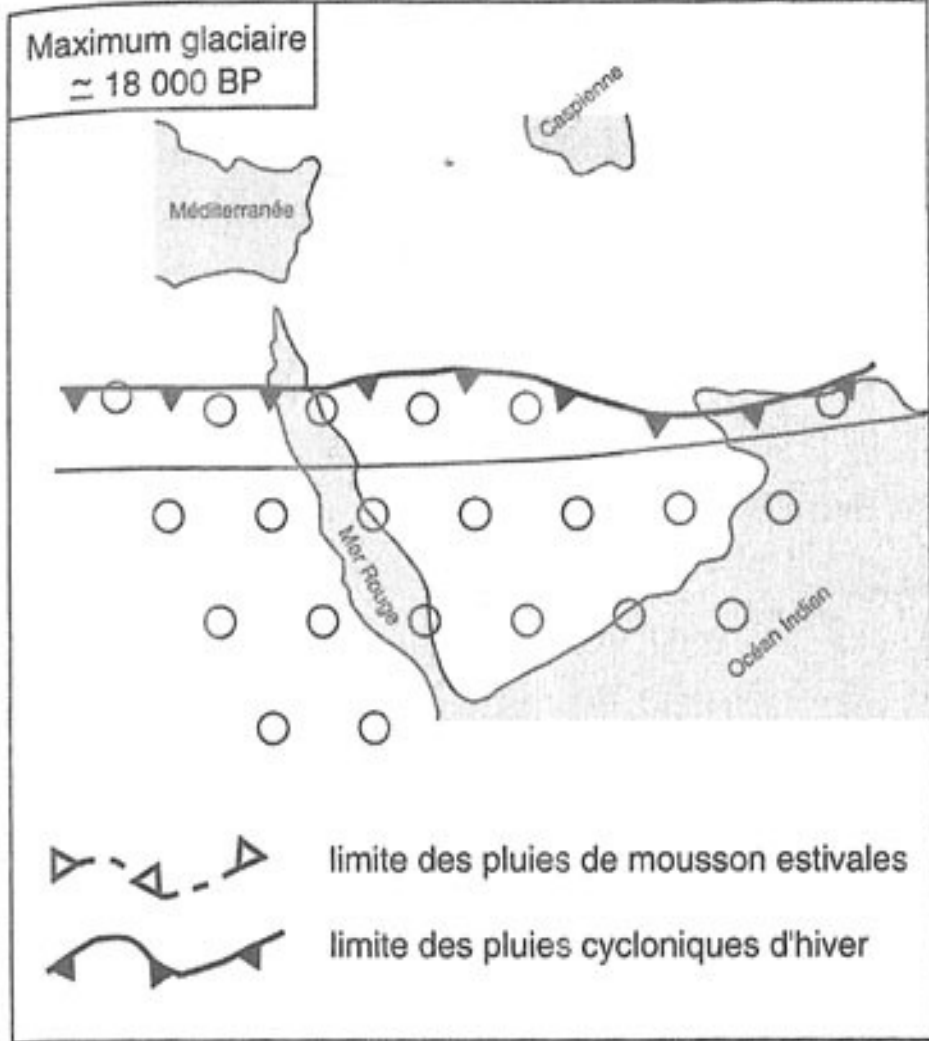 Maximum glaciaire
≃ 18 000 BP
Caspienne
Méditerranée
Mer Rouge
Océan Indien
limite des pluies de mousson estivales
limite des pluies cycloniques d'hiver